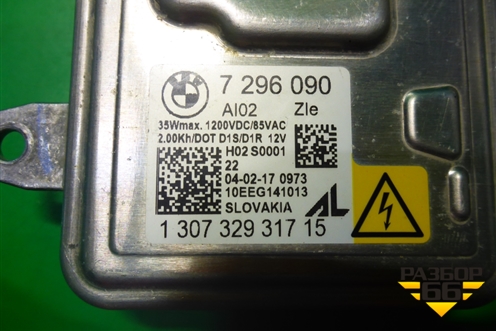 BMW
7 296 090
AI02 Zle
35Wmax. 1200VDC/85VAC
2.00Kh/DOT D1S/D1R 12V
H02 S0001
22
04-02-17 0973
10EEG141013
SLOVAKIA AL
1 307 329 317 15
РАЗБОР
66